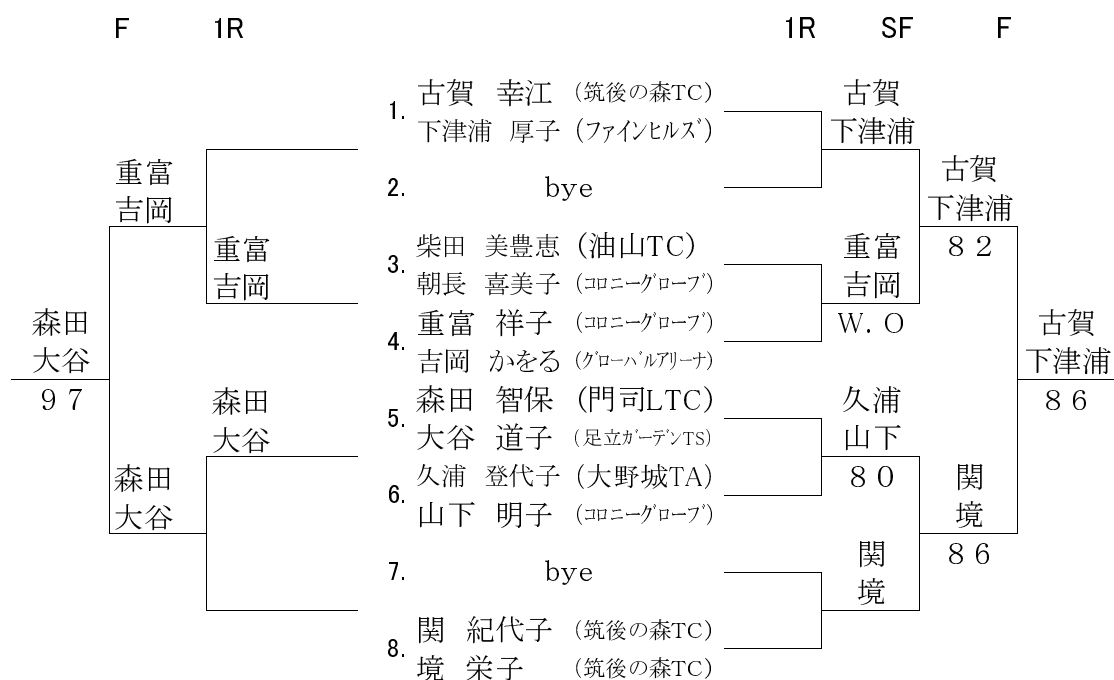 F 1R 1R SF F
1. 古賀 幸江 (筑後の森TC) 古賀
下津浦 厚子 (ファインヒルズ) 下津浦
重富 古賀
2. bye
吉岡 下津浦
重富 3. 柴田 美豊恵 (油山TC) 重富 8 2
吉岡 朝長 喜美子 (コロニーグローブ) 吉岡
森田 4. 重富 祥子 (コロニーグローブ) W. O 古賀
大谷 吉岡 かをる (グローバルアリーナ) 下津浦
9 7 森田 5. 森田 智保 (門司LTC) 久浦 8 6
大谷 大谷 道子 (足立ガーデンTS) 山下
森田 6. 久浦 登代子 (大野城TA) 8 0 関
大谷 山下 明子 (コロニーグローブ) 境
7. bye 関 8 6
境
8. 関 紀代子 (筑後の森TC)
境 栄子 (筑後の森TC)